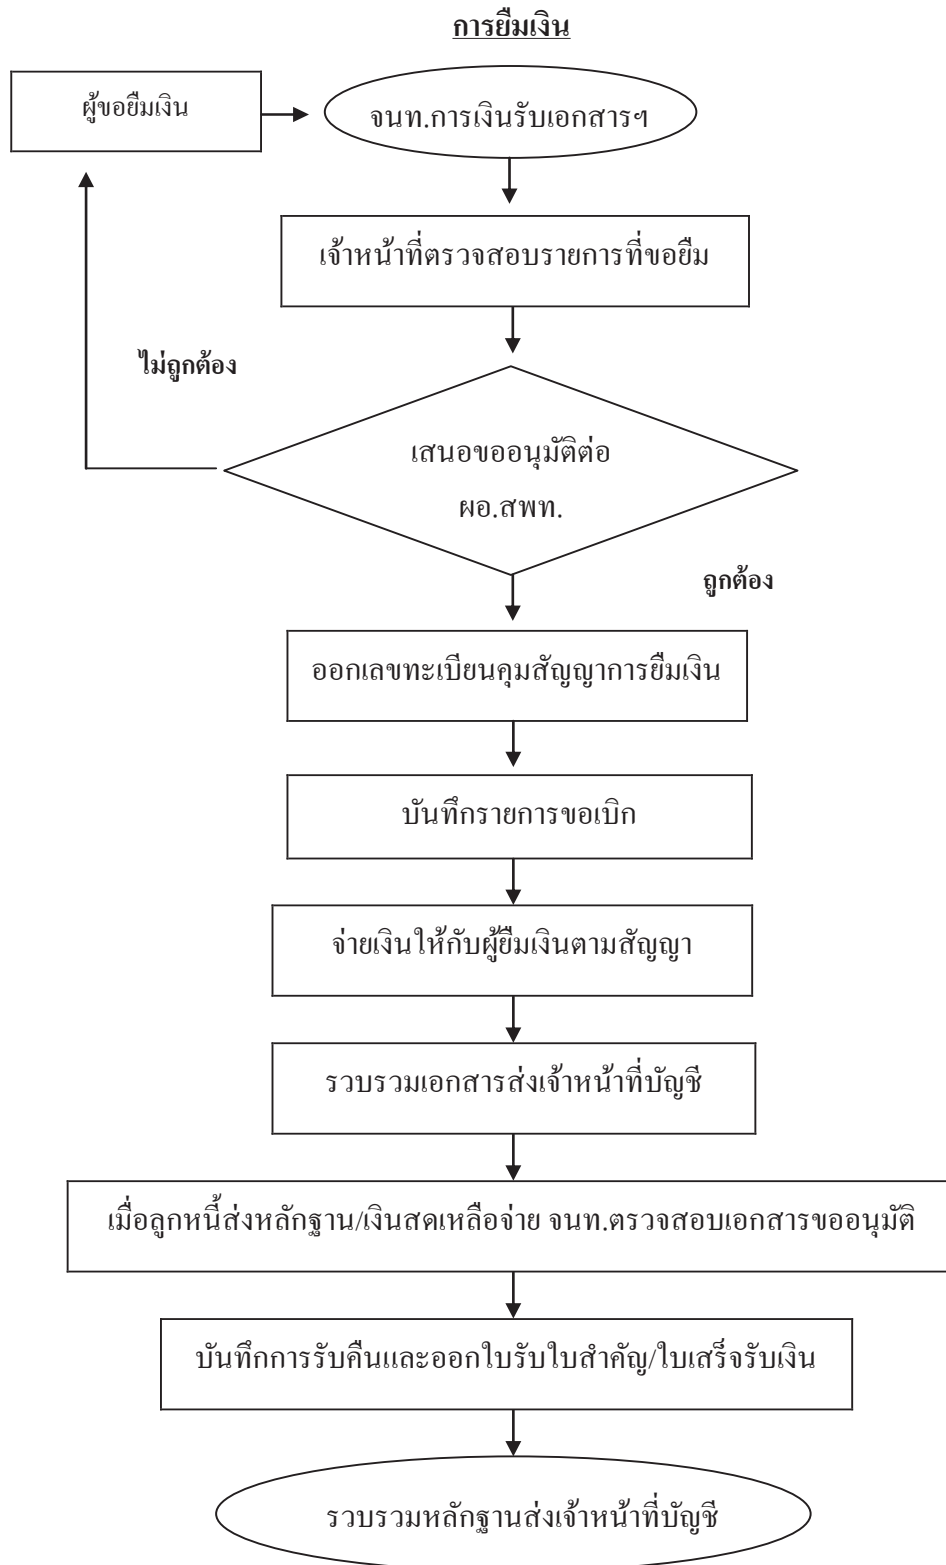 การยืมเงิน
ผู้ขอยืมเงิน
จนท.การเงินรับเอกสารฯ
เจ้าหน้าที่ตรวจสอบรายการที่ขอยืม
ไม่ถูกต้อง
เสนอขออนุมัติต่อ
ผอ.สพท.
ถูกต้อง
ออกเลขทะเบียนคุมสัญญาการยืมเงิน
บันทึกรายการขอเบิก
จ่ายเงินให้กับผู้ยืมเงินตามสัญญา
รวบรวมเอกสารส่งเจ้าหน้าที่บัญชี
เมื่อลูกหนี้ส่งหลักฐาน/เงินสดเหลือจ่าย จนท.ตรวจสอบเอกสารขออนุมัติ
บันทึกการรับคืนและออกใบรับใบสำคัญ/ใบเสร็จรับเงิน
รวบรวมหลักฐานส่งเจ้าหน้าที่บัญชี